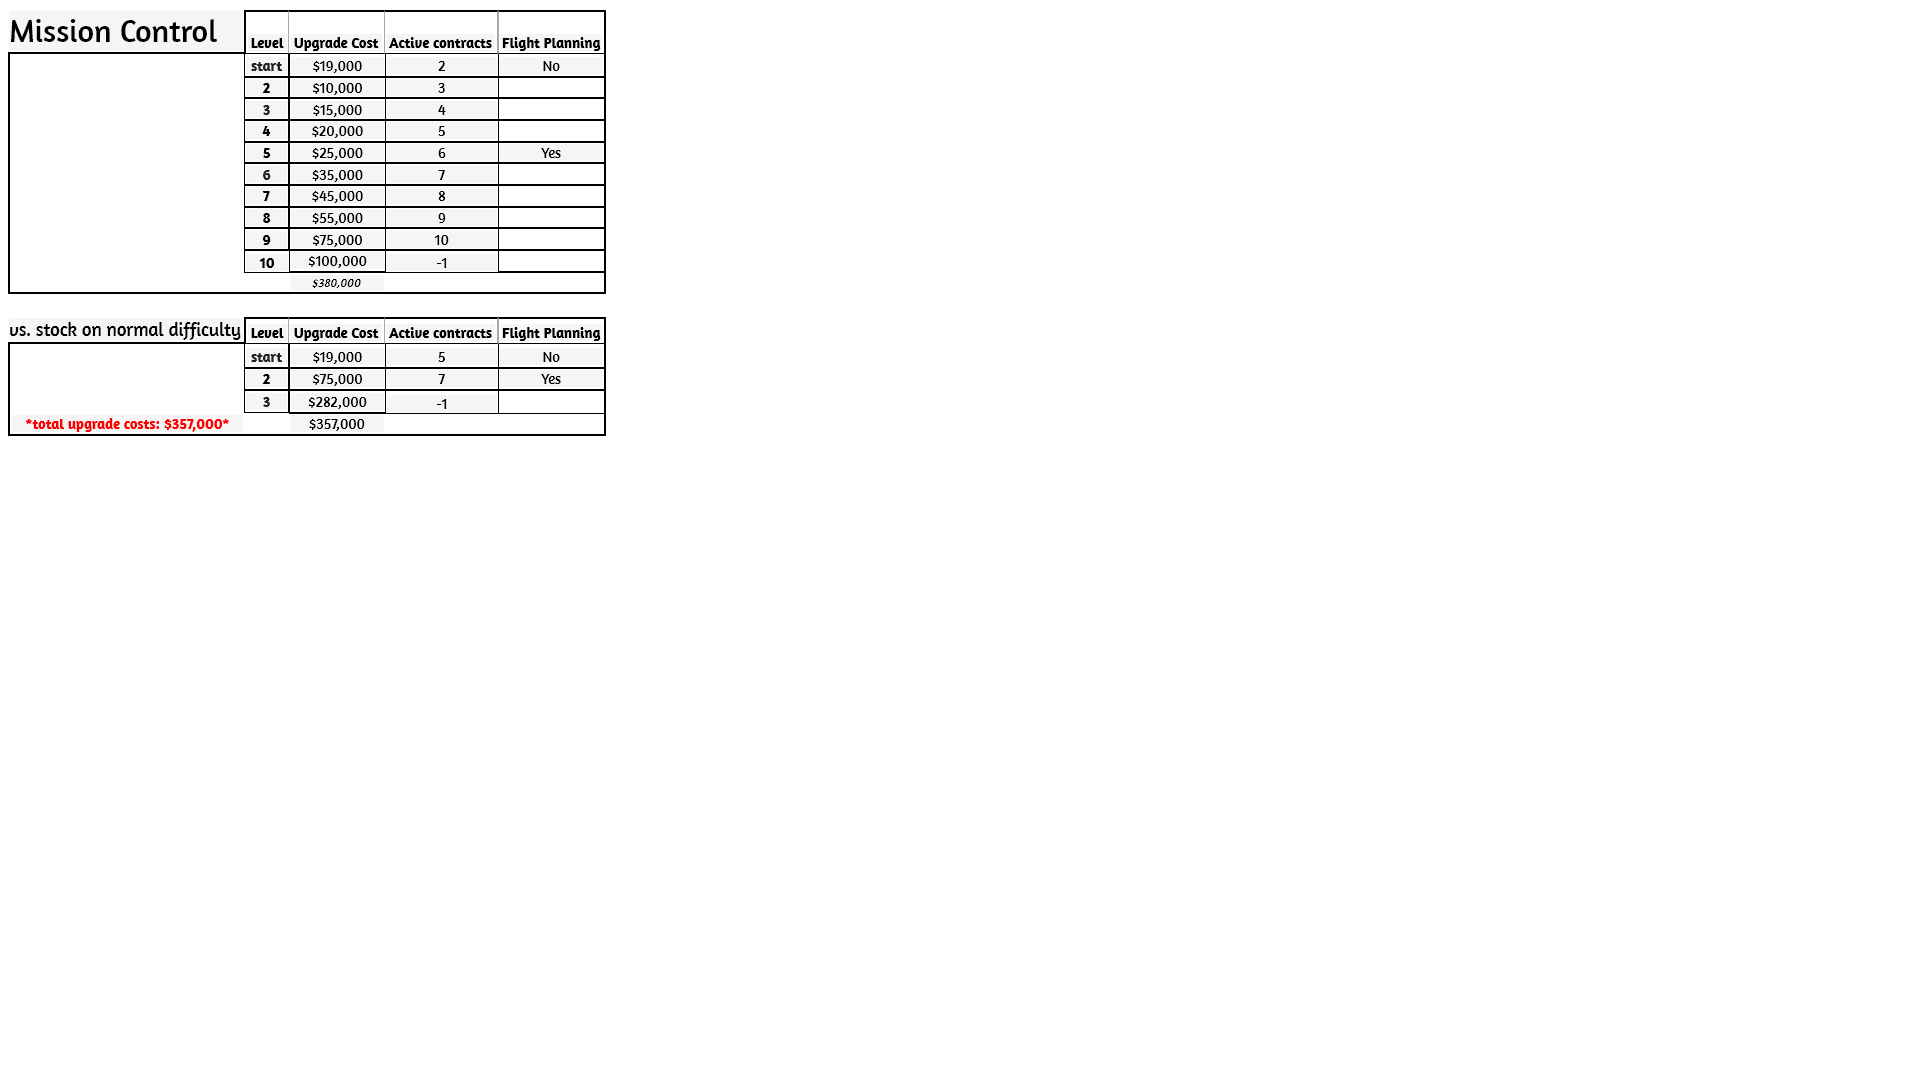 Mission Control
Level Upgrade Cost Active contracts Flight Planning
start $19,000 2 No
2 $10,000 3
3 $15,000 4
4 $20,000 5
5 $25,000 6 Yes
6 $35,000 7
7 $45,000 8
8 $55,000 9
9 $75,000 10
10 $100,000 -1
$380,000
vs. stock on normal difficulty Level Upgrade Cost Active contracts Flight Planning
start $19,000 5 No
2 $75,000 7 Yes
3 $282,000 -1
*total upgrade costs: $357,000* $357,000